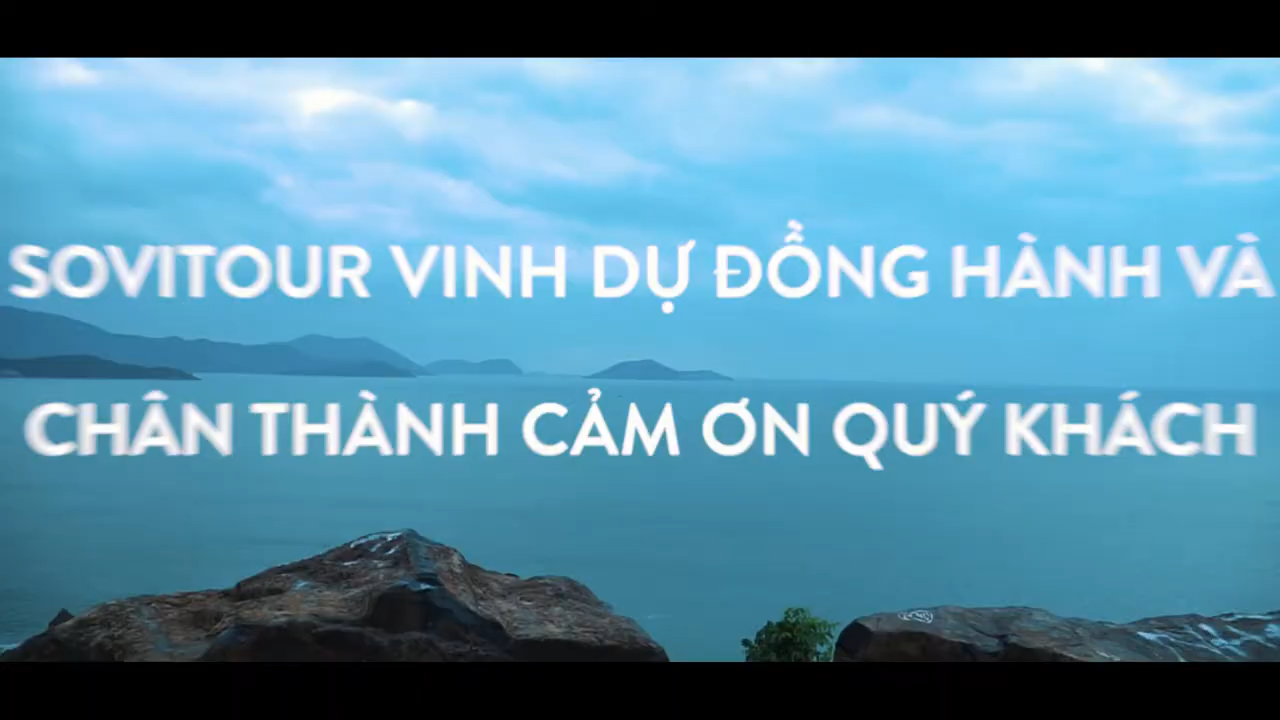 SOVITOUR VINH DỰ ĐỒNG HÀNH VÀ
CHÂN THÀNH CẢM ƠN QUÝ KHÁCH